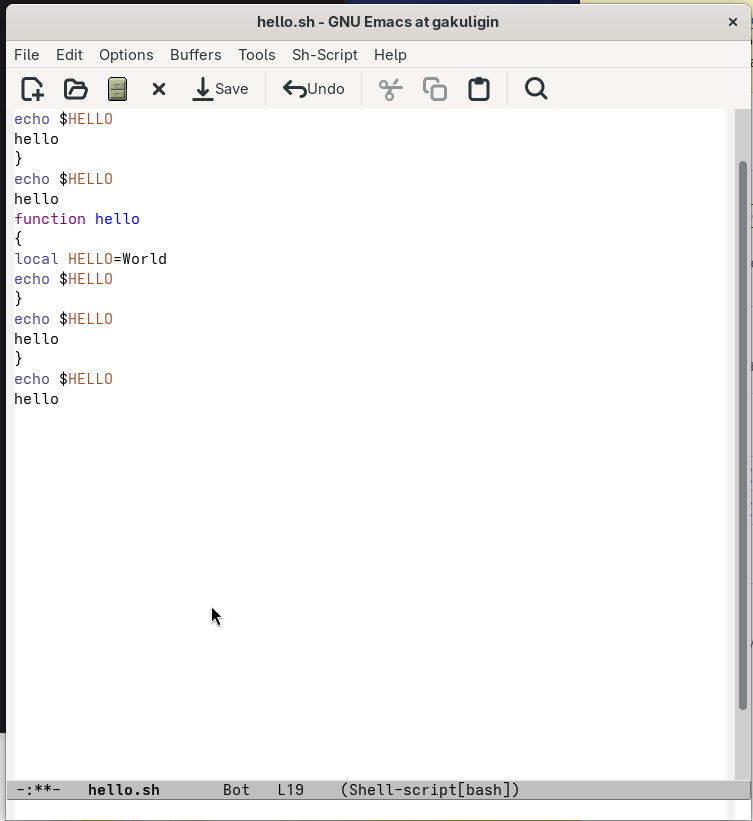 hello.sh - GNU Emacs at gakuligin
File Edit Options Buffers Tools Sh-Script Help
Save Undo
echo $HELLO
hello
}
echo $HELLO
hello
function hello
{
local HELLO=World
echo $HELLO
}
echo $HELLO
hello
}
echo $HELLO
hello
-:**- hello.sh Bot L19 (Shell-script[bash])